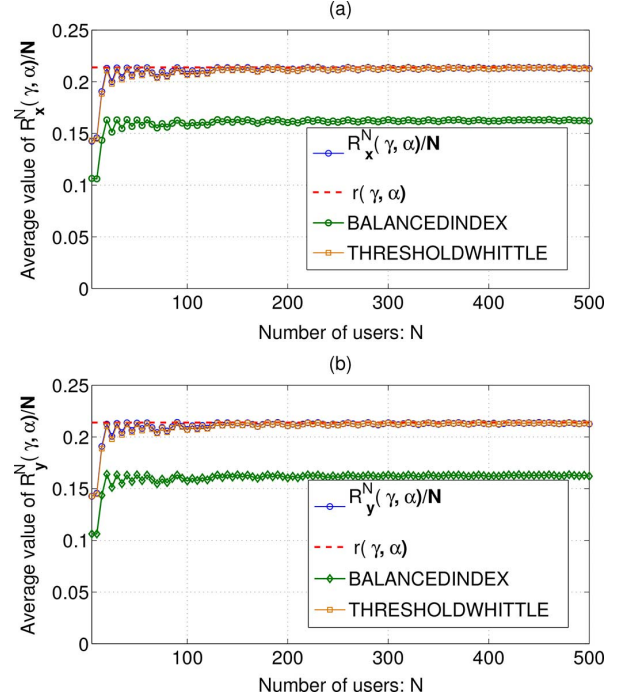 (a)
Average value of R_x^N(γ, α)/N
0.25
0.2
0.15
0.1
0.05
0
R_x^N(γ, α)/N
r(γ, α)
BALANCEDINDEX
THRESHOLDWHITTLE
100 200 300 400 500
Number of users: N
(b)
Average value of R_y^N(γ, α)/N
0.25
0.2
0.15
0.1
0.05
0
R_y^N(γ, α)/N
r(γ, α)
BALANCEDINDEX
THRESHOLDWHITTLE
100 200 300 400 500
Number of users: N